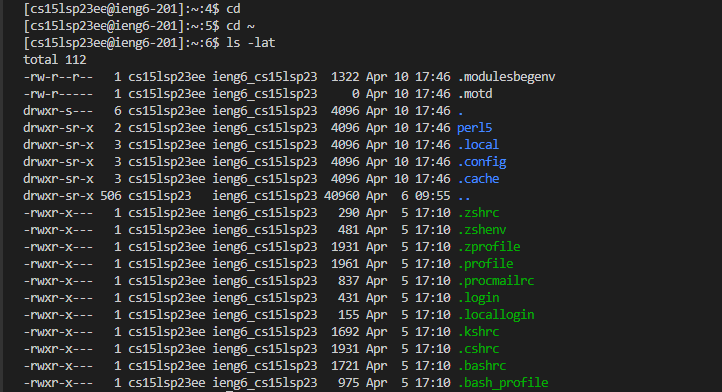 [cs15lsp23ee@ieng6-201]:~:4$ cd
[cs15lsp23ee@ieng6-201]:~:5$ cd ~
[cs15lsp23ee@ieng6-201]:~:6$ ls -lat
total 112
-rw-r--r--   1 cs15lsp23ee ieng6_cs15lsp23  1322 Apr 10 17:46 .modulesbegenv
-rw-r-----   1 cs15lsp23ee ieng6_cs15lsp23     0 Apr 10 17:46 .motd
drwxr-s---   6 cs15lsp23ee ieng6_cs15lsp23  4096 Apr 10 17:46 .
drwxr-sr-x   2 cs15lsp23ee ieng6_cs15lsp23  4096 Apr 10 17:46 perl5
drwxr-sr-x   3 cs15lsp23ee ieng6_cs15lsp23  4096 Apr 10 17:46 .local
drwxr-sr-x   3 cs15lsp23ee ieng6_cs15lsp23  4096 Apr 10 17:46 .config
drwxr-sr-x   3 cs15lsp23ee ieng6_cs15lsp23  4096 Apr 10 17:46 .cache
drwxr-sr-x 506 cs15lsp23   ieng6_cs15lsp23 40960 Apr  6 09:55 ..
-rwxr-x---   1 cs15lsp23ee ieng6_cs15lsp23   290 Apr  5 17:10 .zshrc
-rwxr-x---   1 cs15lsp23ee ieng6_cs15lsp23   481 Apr  5 17:10 .zshenv
-rwxr-x---   1 cs15lsp23ee ieng6_cs15lsp23  1931 Apr  5 17:10 .zprofile
-rwxr-x---   1 cs15lsp23ee ieng6_cs15lsp23  1961 Apr  5 17:10 .profile
-rwxr-x---   1 cs15lsp23ee ieng6_cs15lsp23   837 Apr  5 17:10 .procmailrc
-rwxr-x---   1 cs15lsp23ee ieng6_cs15lsp23   431 Apr  5 17:10 .login
-rwxr-x---   1 cs15lsp23ee ieng6_cs15lsp23   155 Apr  5 17:10 .locallogin
-rwxr-x---   1 cs15lsp23ee ieng6_cs15lsp23  1692 Apr  5 17:10 .kshrc
-rwxr-x---   1 cs15lsp23ee ieng6_cs15lsp23  1931 Apr  5 17:10 .cshrc
-rwxr-x---   1 cs15lsp23ee ieng6_cs15lsp23  1721 Apr  5 17:10 .bashrc
-rwxr-x---   1 cs15lsp23ee ieng6_cs15lsp23   975 Apr  5 17:10 .bash_profile